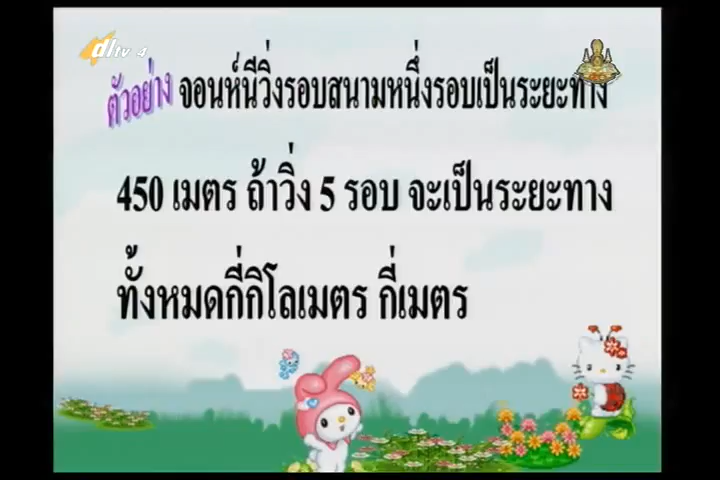 dltv 4
ตัวอย่าง จอนห์นีวิ่งรอบสนามหนึ่งรอบเป็นระยะทาง
450 เมตร ถ้าวิ่ง 5 รอบ จะเป็นระยะทาง
ทั้งหมดกี่กิโลเมตร กี่เมตร